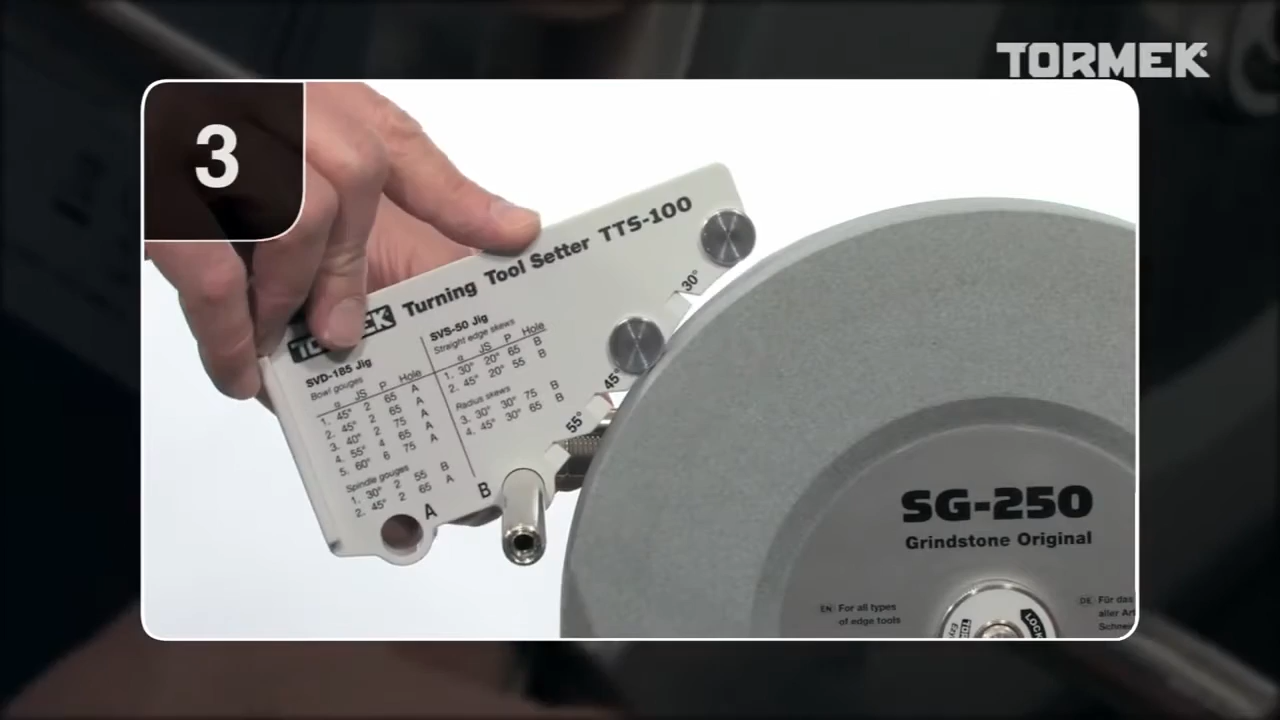 TORMEK
3
Turning Tool Setter TTS-100
SVD-185 Jig
Bowl gouges
α JS P Hole
1. 45° 2 65 A
2. 45° 2 65 A
3. 40° 2 75 A
4. 55° 4 65 A
5. 60° 6 75 A
Spindle gouges
1. 30° 2 55 B
2. 45° 2 65 A
SVS-50 Jig
Straight edge skews
α JS P Hole
1. 30° 20° 65 B
2. 45° 20° 55 B
Radius skews
3. 30° 30° 75 B
4. 45° 30° 65 B
30°
45°
55°
A
B
SG-250
Grindstone Original
EN For all types
of edge tools
DE Für das
aller Art
Schnei
LOCK